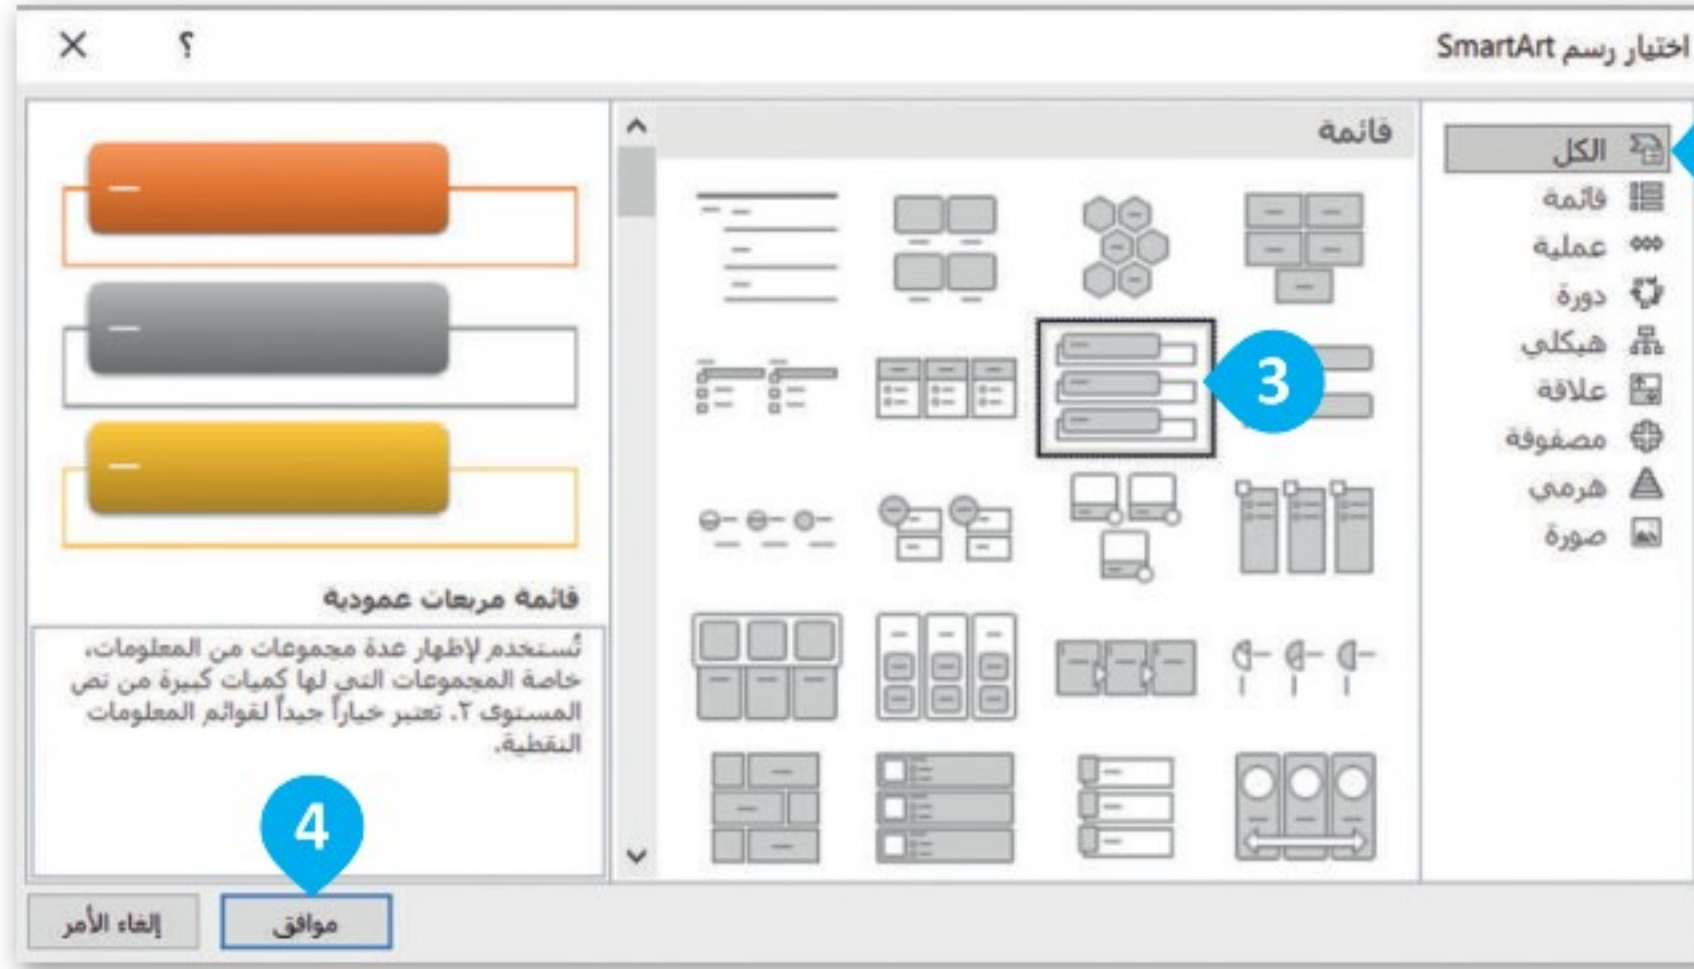 اختيار رسم SmartArt
؟
الكل
قائمة
عملية
دورة
هيكلي
علاقة
مصفوفة
هرمي
صورة
قائمة
3
قائمة مربعات عمودية
تُستخدم لإظهار عدة مجموعات من المعلومات،
خاصة المجموعات التي لها كميات كبيرة من نص
المستوى ٢. تعتبر خياراً جيداً لقوائم المعلومات
النقطية.
4
موافق
إلغاء الأمر